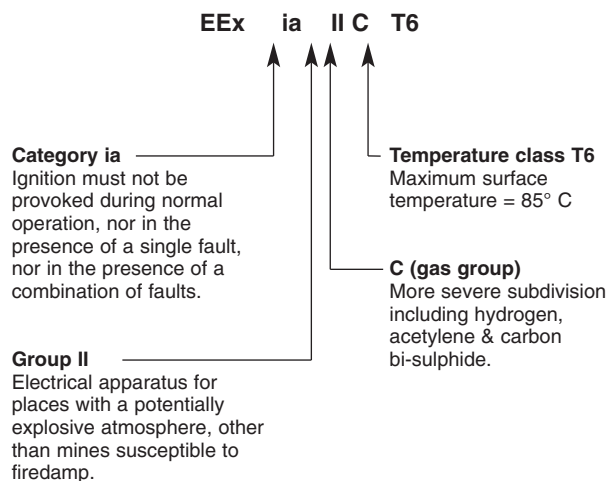 EEx ia II C T6
Category ia
Ignition must not be
provoked during normal
operation, nor in the
presence of a single fault,
nor in the presence of a
combination of faults.
Temperature class T6
Maximum surface
temperature = 85° C
C (gas group)
More severe subdivision
including hydrogen,
acetylene & carbon
bi-sulphide.
Group II
Electrical apparatus for
places with a potentially
explosive atmosphere, other
than mines susceptible to
firedamp.